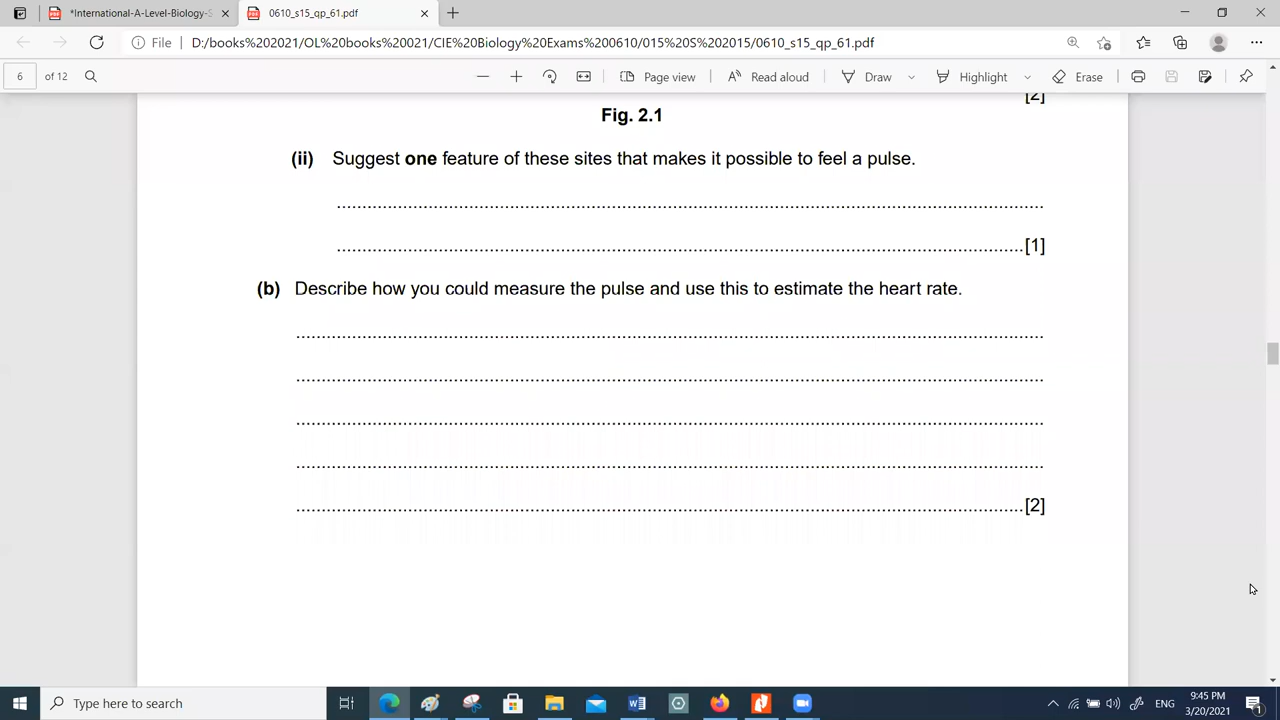 *International-A-Level-Biology-S
0610_s15_qp_61.pdf
File
D:/books%202021/OL%20books%20021/CIE%20Biology%20Exams%200610/015%20S%202015/0610_s15_qp_61.pdf
6 of 12
Page view
Read aloud
Draw
Highlight
Erase
[2]
Fig. 2.1
(ii) Suggest one feature of these sites that makes it possible to feel a pulse.
[1]
(b) Describe how you could measure the pulse and use this to estimate the heart rate.
[2]
Type here to search
ENG
9:45 PM
3/20/2021